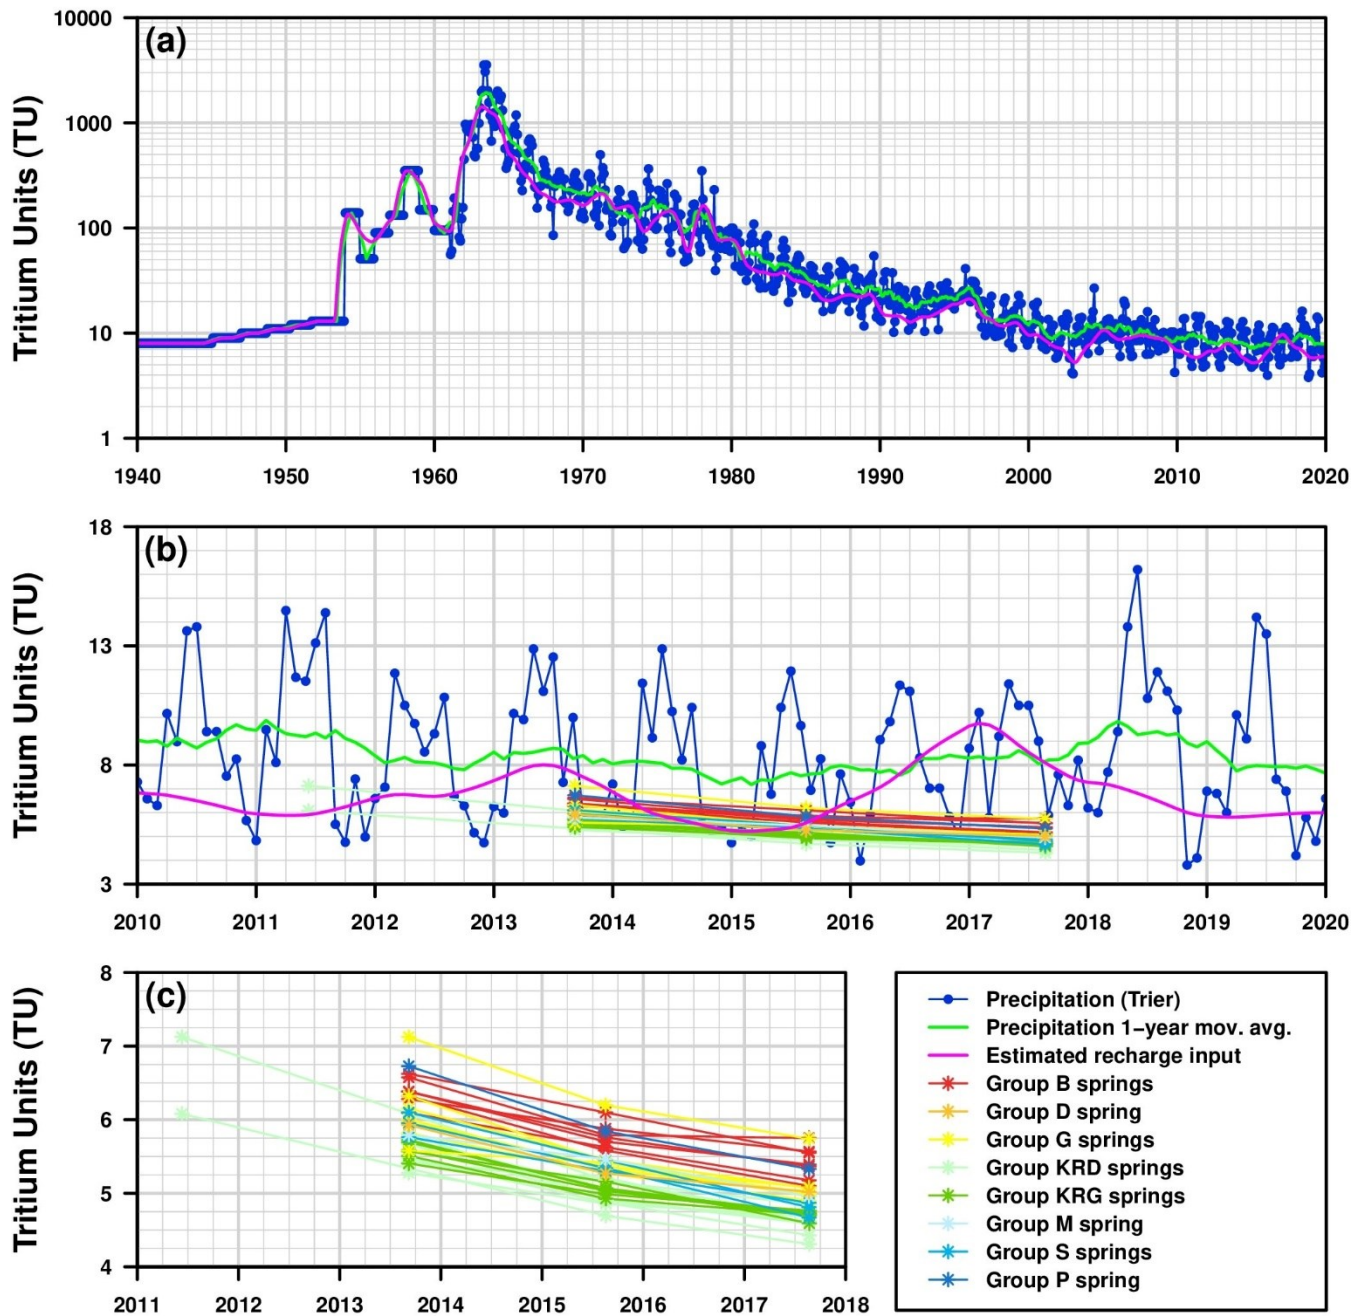 (a)
Tritium Units (TU)
10000
1000
100
10
1
1940 1950 1960 1970 1980 1990 2000 2010 2020
(b)
Tritium Units (TU)
18
13
8
3
2010 2011 2012 2013 2014 2015 2016 2017 2018 2019 2020
(c)
Tritium Units (TU)
8
7
6
5
4
2011 2012 2013 2014 2015 2016 2017 2018
Precipitation (Trier)
Precipitation 1−year mov. avg.
Estimated recharge input
Group B springs
Group D spring
Group G springs
Group KRD springs
Group KRG springs
Group M spring
Group S springs
Group P spring